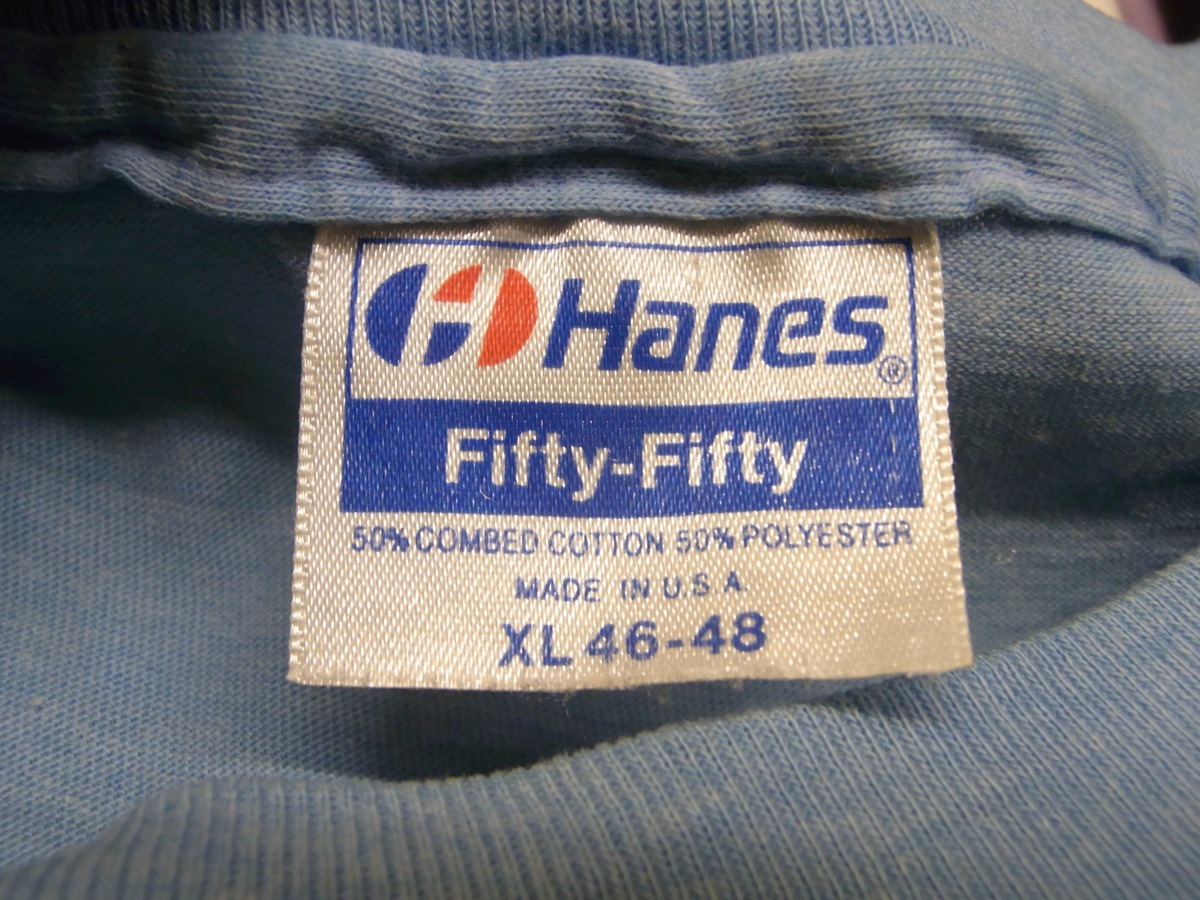 Hanes®
Fifty-Fifty
50% COMBED COTTON 50% POLYESTER
MADE IN U.S.A.
XL 46-48